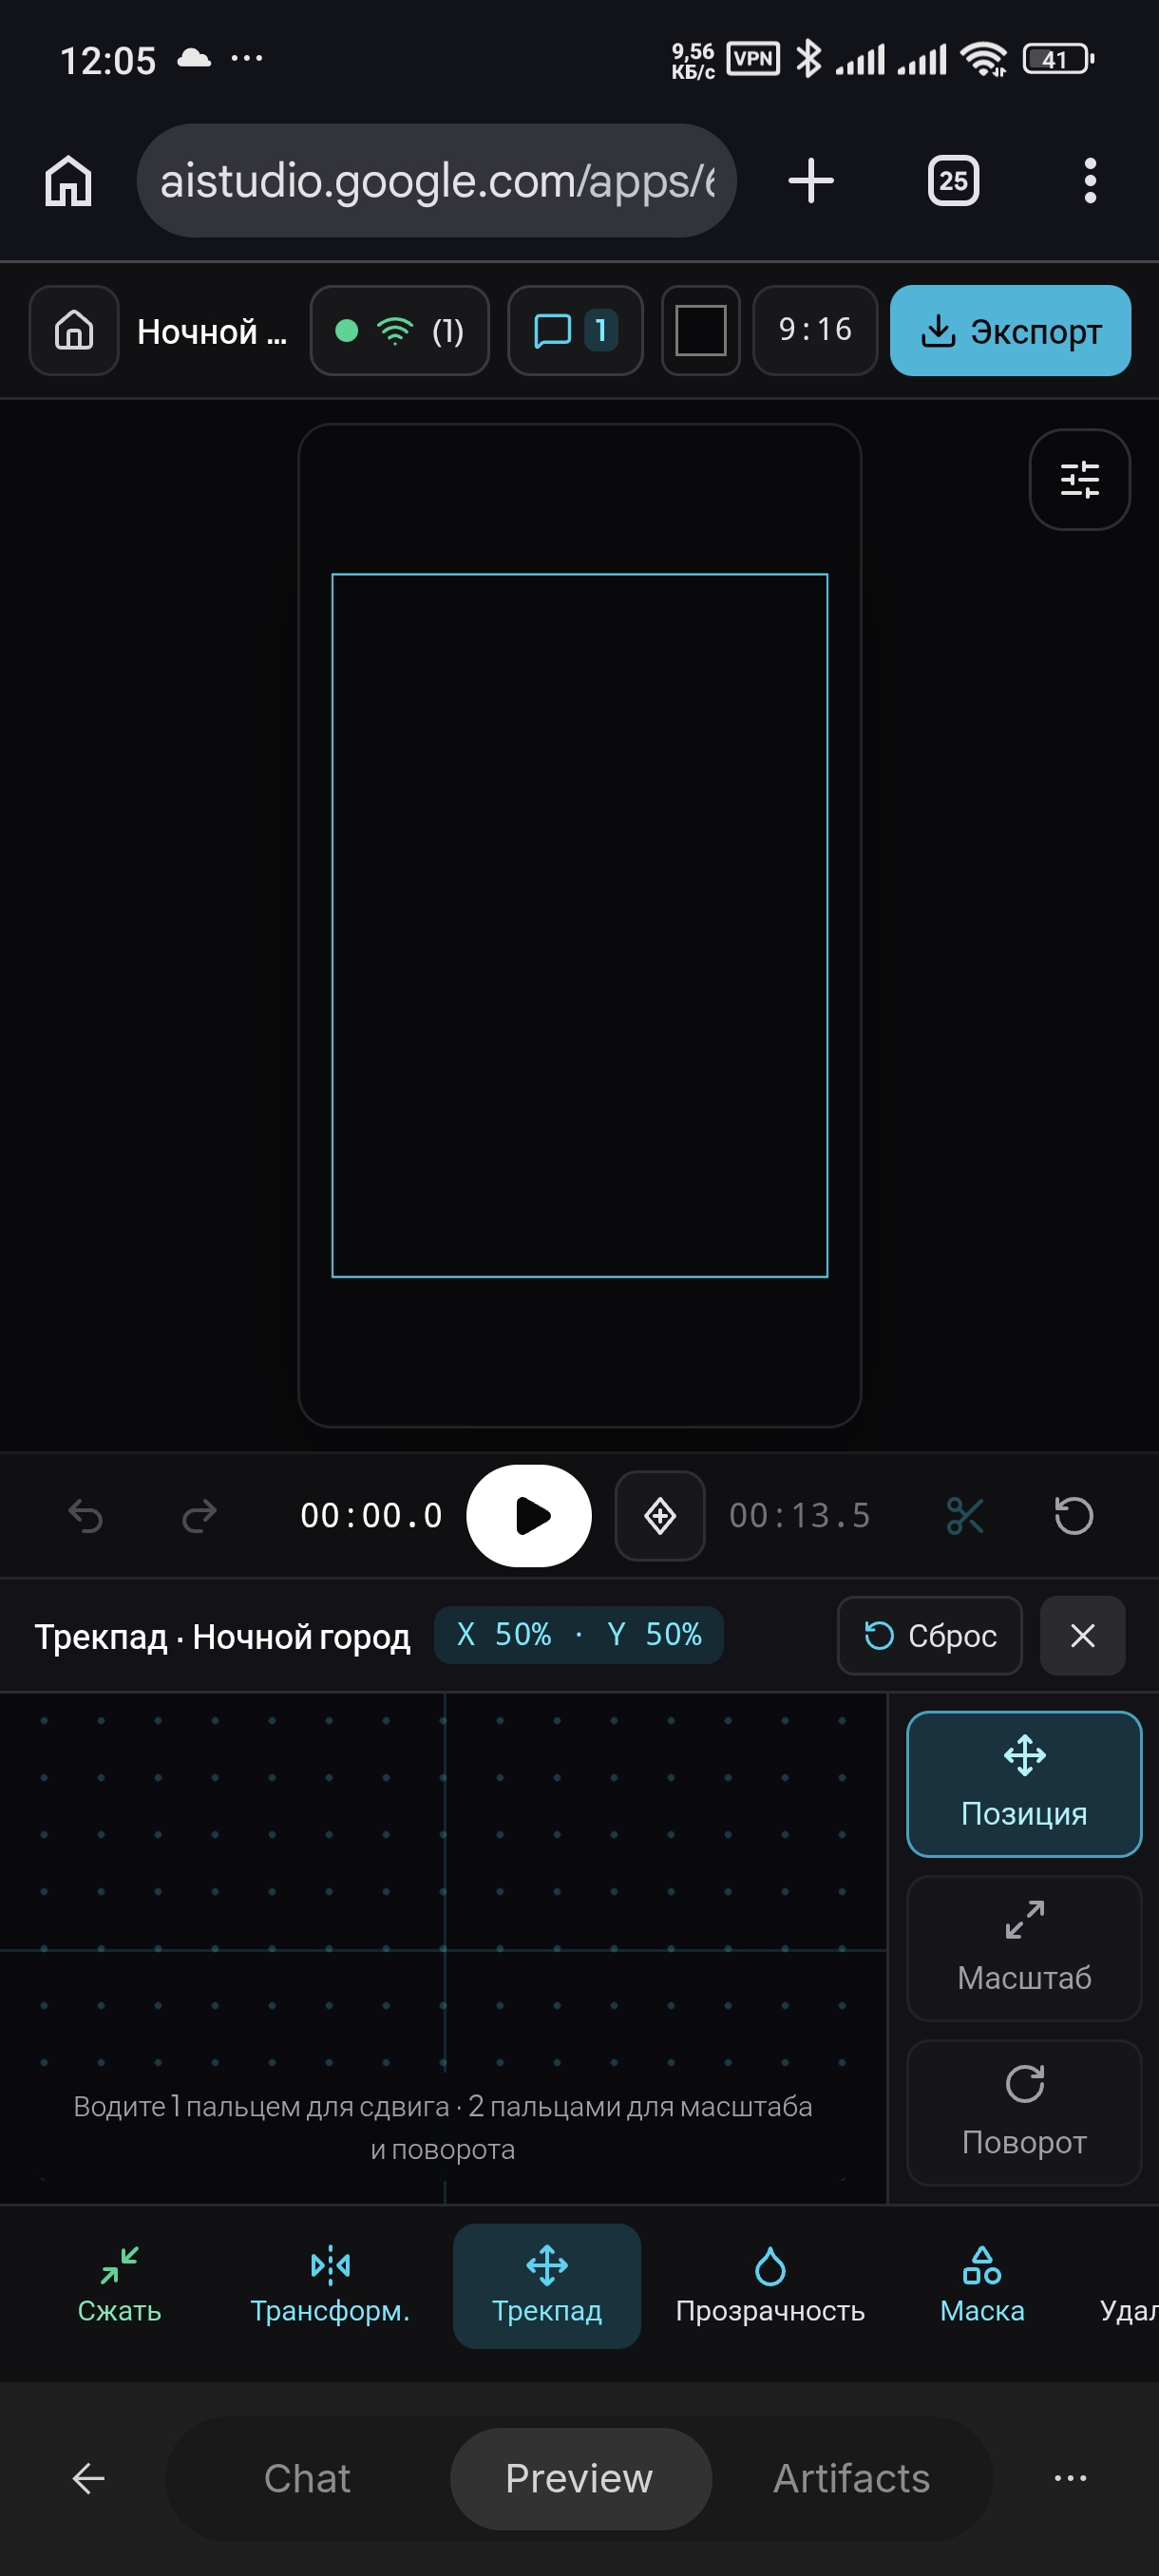 12:05
9,56
КБ/с
VPN
41
aistudio.google.com/apps/
25
Ночной ...
(1)
1
9:16
Экспорт
00:00.0
00:13.5
Трекпад · Ночной город
X 50% · Y 50%
Сброс
Позиция
Масштаб
Поворот
Водите 1 пальцем для сдвига · 2 пальцами для масштаба
и поворота
Сжать
Трансформ.
Трекпад
Прозрачность
Маска
Удал
Chat
Preview
Artifacts